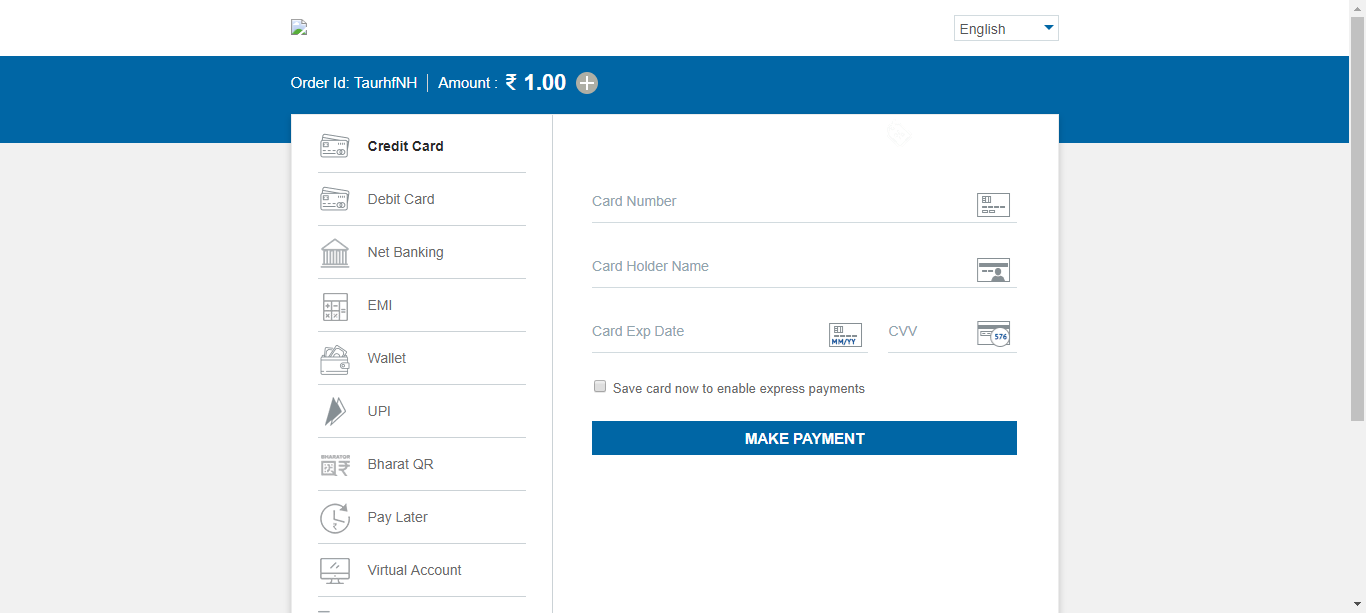 English
Order Id: TaurhfNH | Amount : ₹ 1.00
Credit Card
Debit Card
Net Banking
EMI
Wallet
UPI
BHARATQR
Bharat QR
Pay Later
Virtual Account
Card Number
Card Holder Name
Card Exp Date
MM/YY
CVV
576
Save card now to enable express payments
MAKE PAYMENT